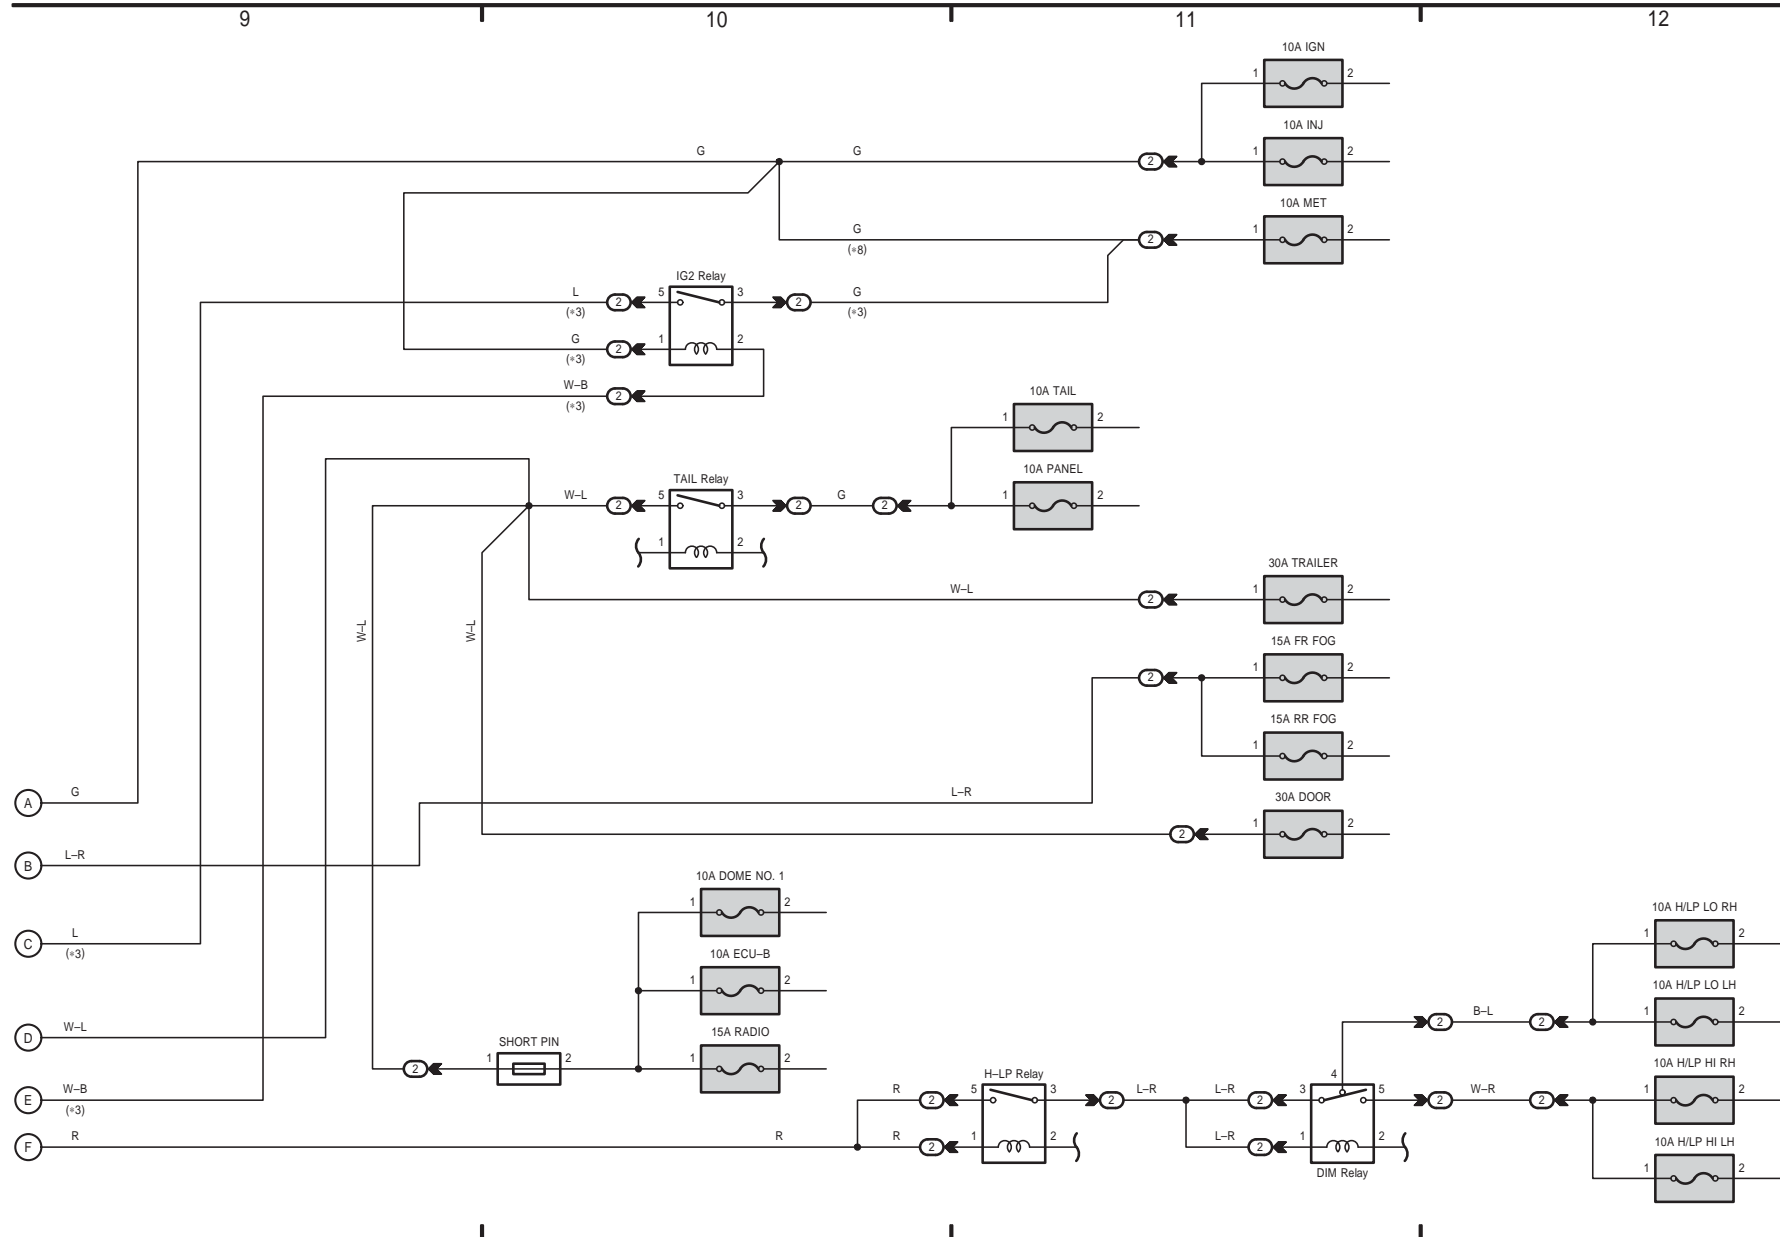 9 10 11 12
10A IGN
1 2
10A INJ
G G 2 1 2
10A MET
G 2 1 2
(*8)
IG2 Relay
L 2 5 3 2 G
(*3) (*3)
G 2 1 2
(*3)
W–B 2
(*3)
10A TAIL
1 2
TAIL Relay 10A PANEL
W–L 2 5 3 2 G 2 1 2
1 2
30A TRAILER
W–L 2 1 2
W–L W–L
15A FR FOG
2 1 2
15A RR FOG
1 2
A G L–R 30A DOOR
2 1 2
B L–R
10A DOME NO. 1
1 2
10A H/LP LO RH
C L 1 2
(*3)
10A ECU–B
1 2
10A H/LP LO LH
2 B–L 2 1 2
D W–L
SHORT PIN 15A RADIO
2 1 2 1 2
10A H/LP HI RH
H–LP Relay 4
E W–B R 2 5 3 2 L–R L–R 2 3 5 2 W–R 2 1 2
(*3)
F R R R 2 1 2 L–R 2 1 2
10A H/LP HI LH
DIM Relay 1 2